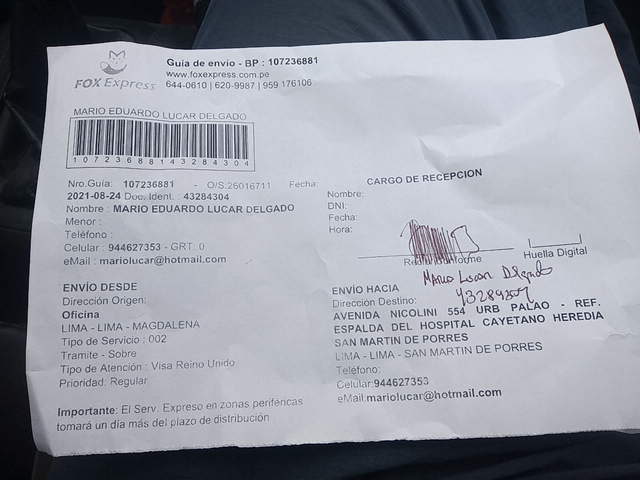 FOX Express
Guía de envío - BP : 107236881
www.foxexpress.com.pe
644-0610 | 620-9987 | 959 176106
MARIO EDUARDO LUCAR DELGADO
10723688143284304
Nro.Guía: 107236881 - O/S:26016711 Fecha:
2021-08-24 Doc. Ident. : 43284304
Nombre : MARIO EDUARDO LUCAR DELGADO
Menor :
Teléfono :
Celular : 944627353 - GRT: 0
eMail : mariolucar@hotmail.com
ENVÍO DESDE
Dirección Origen:
Oficina
LIMA - LIMA - MAGDALENA
Tipo de Servicio : 002
Tramite - Sobre
Tipo de Atención : Visa Reino Unido
Prioridad: Regular
Importante: El Serv. Expreso en zonas periféricas
tomará un día más del plazo de distribución
CARGO DE RECEPCION
Nombre:
DNI:
Fecha:
Hora:
Huella Digital
Mario Lucar Delgado
43284304
ENVÍO HACIA
Dirección Destino:
AVENIDA NICOLINI 554 URB PALAO - REF.
ESPALDA DEL HOSPITAL CAYETANO HEREDIA
SAN MARTIN DE PORRES
LIMA - LIMA - SAN MARTIN DE PORRES
Teléfono:
Celular:944627353
eMail:mariolucar@hotmail.com